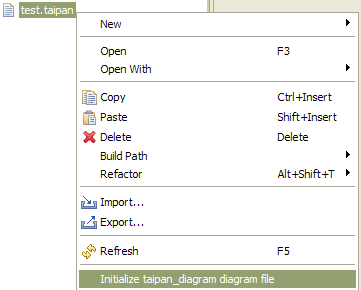 test.taipan
New
Open F3
Open With
Copy Ctrl+Insert
Paste Shift+Insert
Delete Delete
Build Path
Refactor Alt+Shift+T
Import...
Export...
Refresh F5
Initialize taipan_diagram diagram file